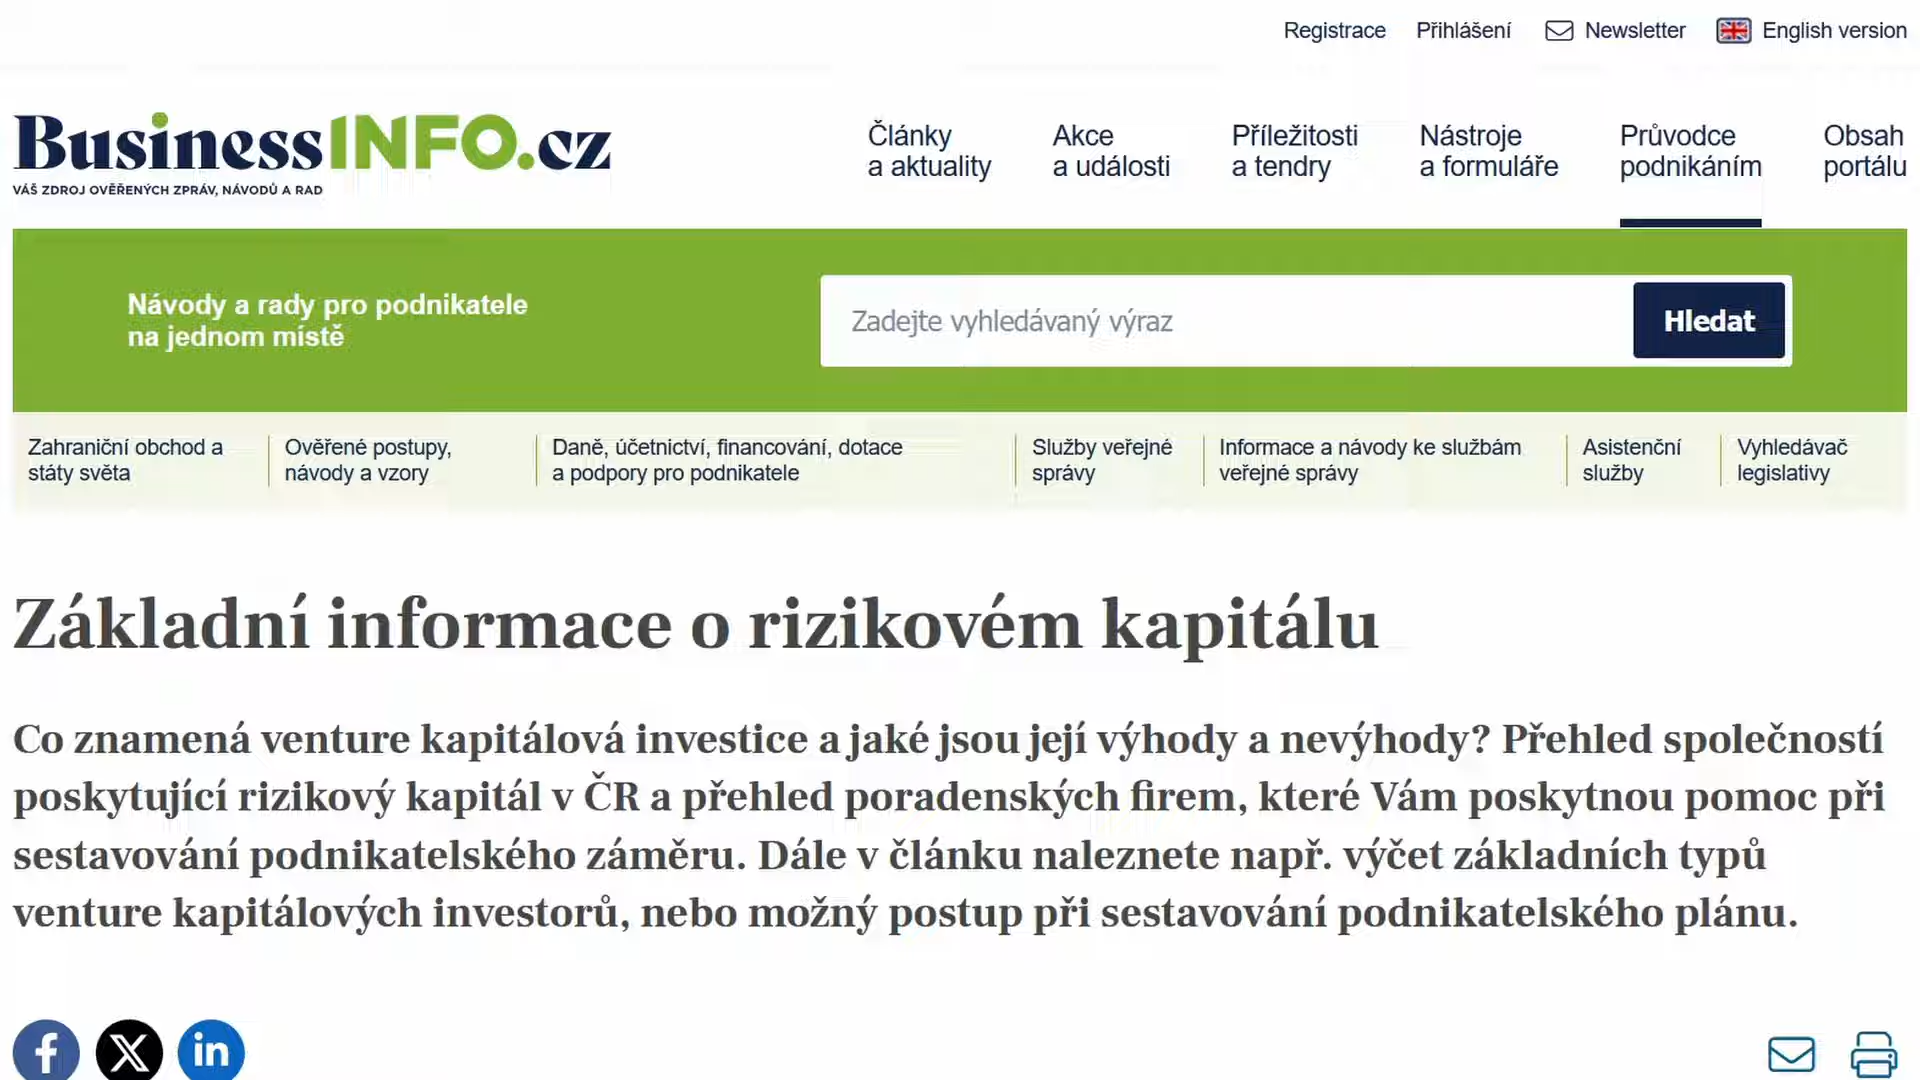 Registrace Přihlášení Newsletter English version
BusinessINFO.cz
VÁŠ ZDROJ OVĚŘENÝCH ZPRÁV, NÁVODŮ A RAD
Články
a aktuality
Akce
a události
Příležitosti
a tendry
Nástroje
a formuláře
Průvodce
podnikáním
Obsah
portálu
Návody a rady pro podnikatele
na jednom místě
Zadejte vyhledávaný výraz
Hledat
Zahraniční obchod a
státy světa
Ověřené postupy,
návody a vzory
Daně, účetnictví, financování, dotace
a podpory pro podnikatele
Služby veřejné
správy
Informace a návody ke službám
veřejné správy
Asistenční
služby
Vyhledávač
legislativy
Základní informace o rizikovém kapitálu
Co znamená venture kapitálová investice a jaké jsou její výhody a nevýhody? Přehled společností
poskytující rizikový kapitál v ČR a přehled poradenských firem, které Vám poskytnou pomoc při
sestavování podnikatelského záměru. Dále v článku naleznete např. výčet základních typů
venture kapitálových investorů, nebo možný postup při sestavování podnikatelského plánu.